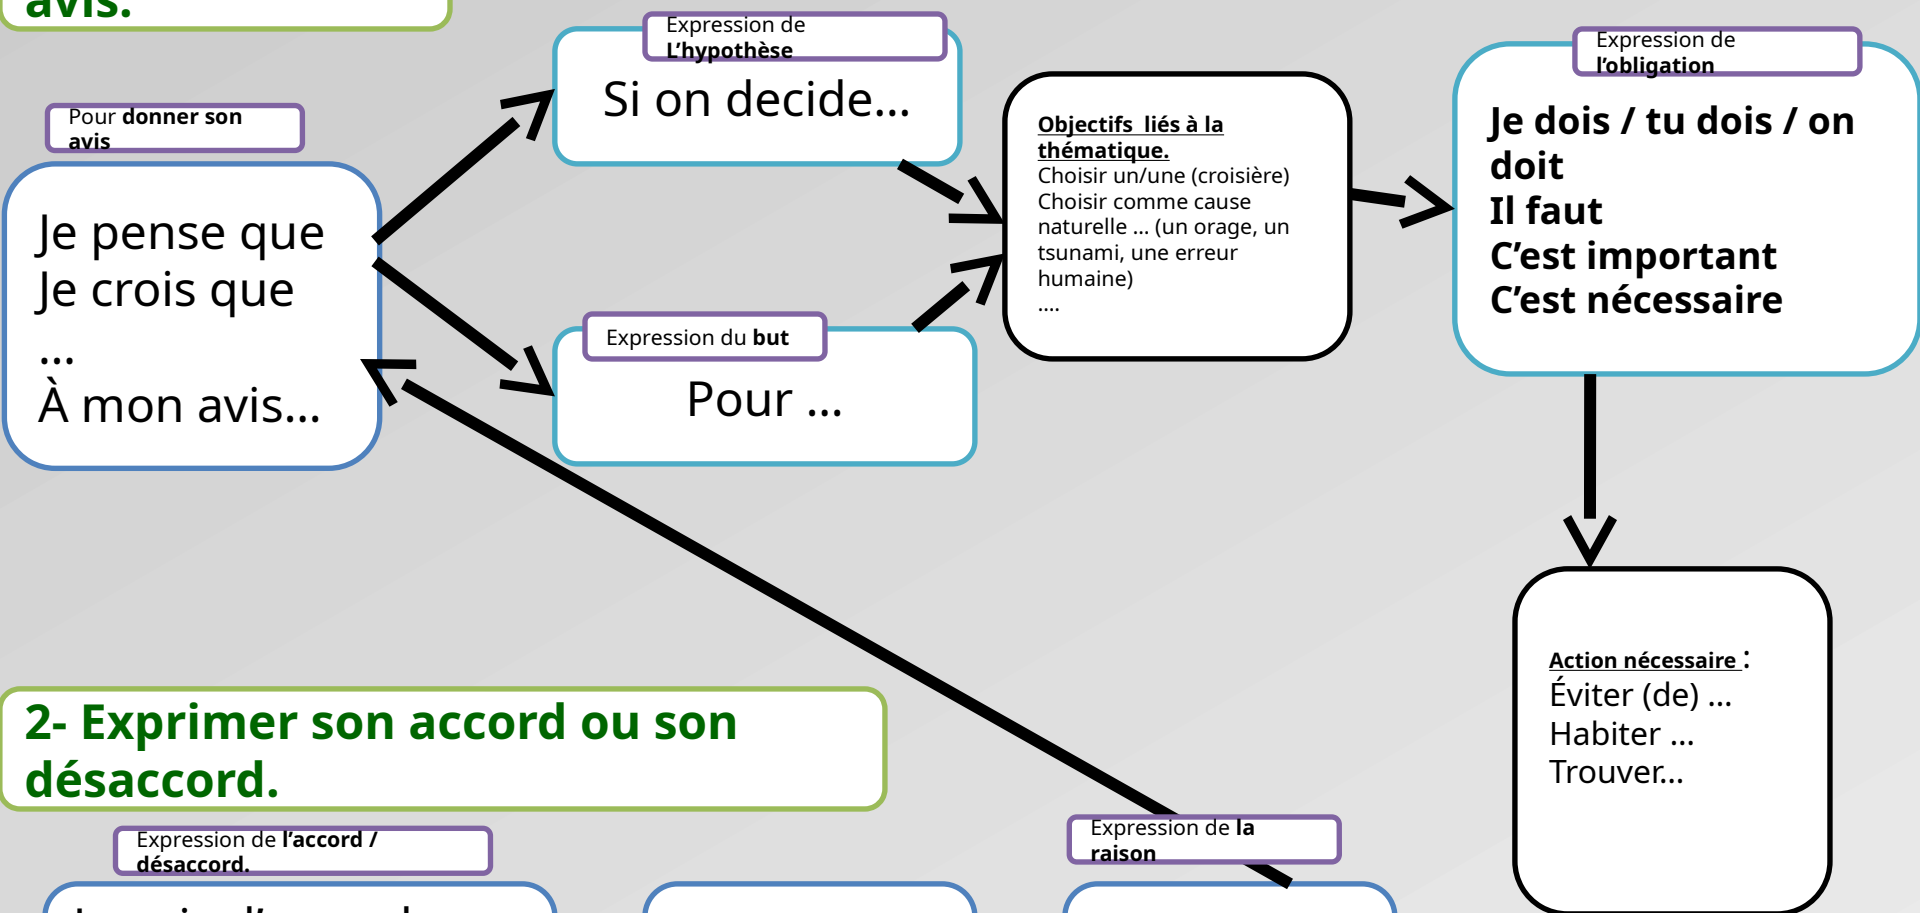 avis.
Pour donner son
avis
Je pense que
Je crois que
...
À mon avis...
Expression de
L’hypothèse
Si on decide...
Expression du but
Pour ...
Objectifs liés à la
thématique.
Choisir un/une (croisière)
Choisir comme cause
naturelle ... (un orage, un
tsunami, une erreur
humaine)
....
Expression de
l’obligation
Je dois / tu dois / on
doit
Il faut
C’est important
C’est nécessaire
Action nécessaire :
Éviter (de) ...
Habiter ...
Trouver...
2- Exprimer son accord ou son
désaccord.
Expression de l’accord /
désaccord.
Expression de la
raison